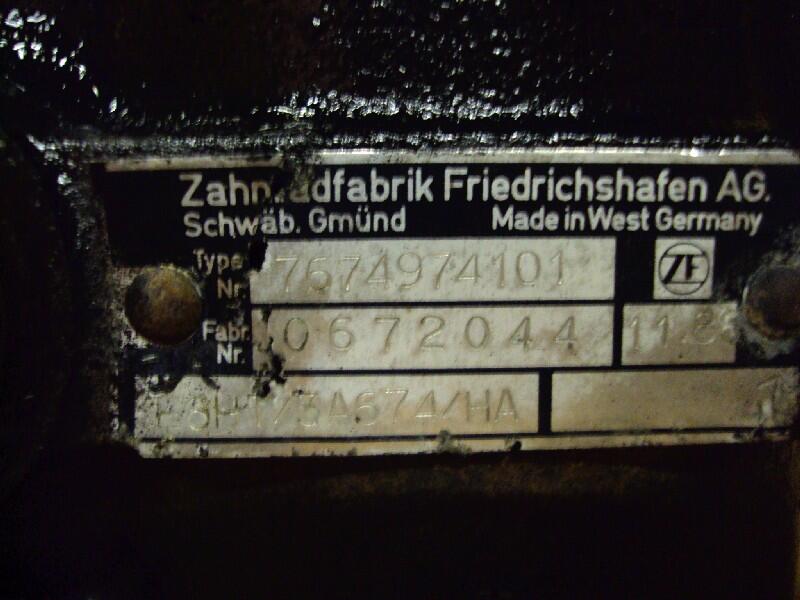 Zahnradfabrik Friedrichshafen AG.
Schwäb. Gmünd Made in West Germany
Type Nr. 7674974101 ZF
Fabr. Nr. 0672044